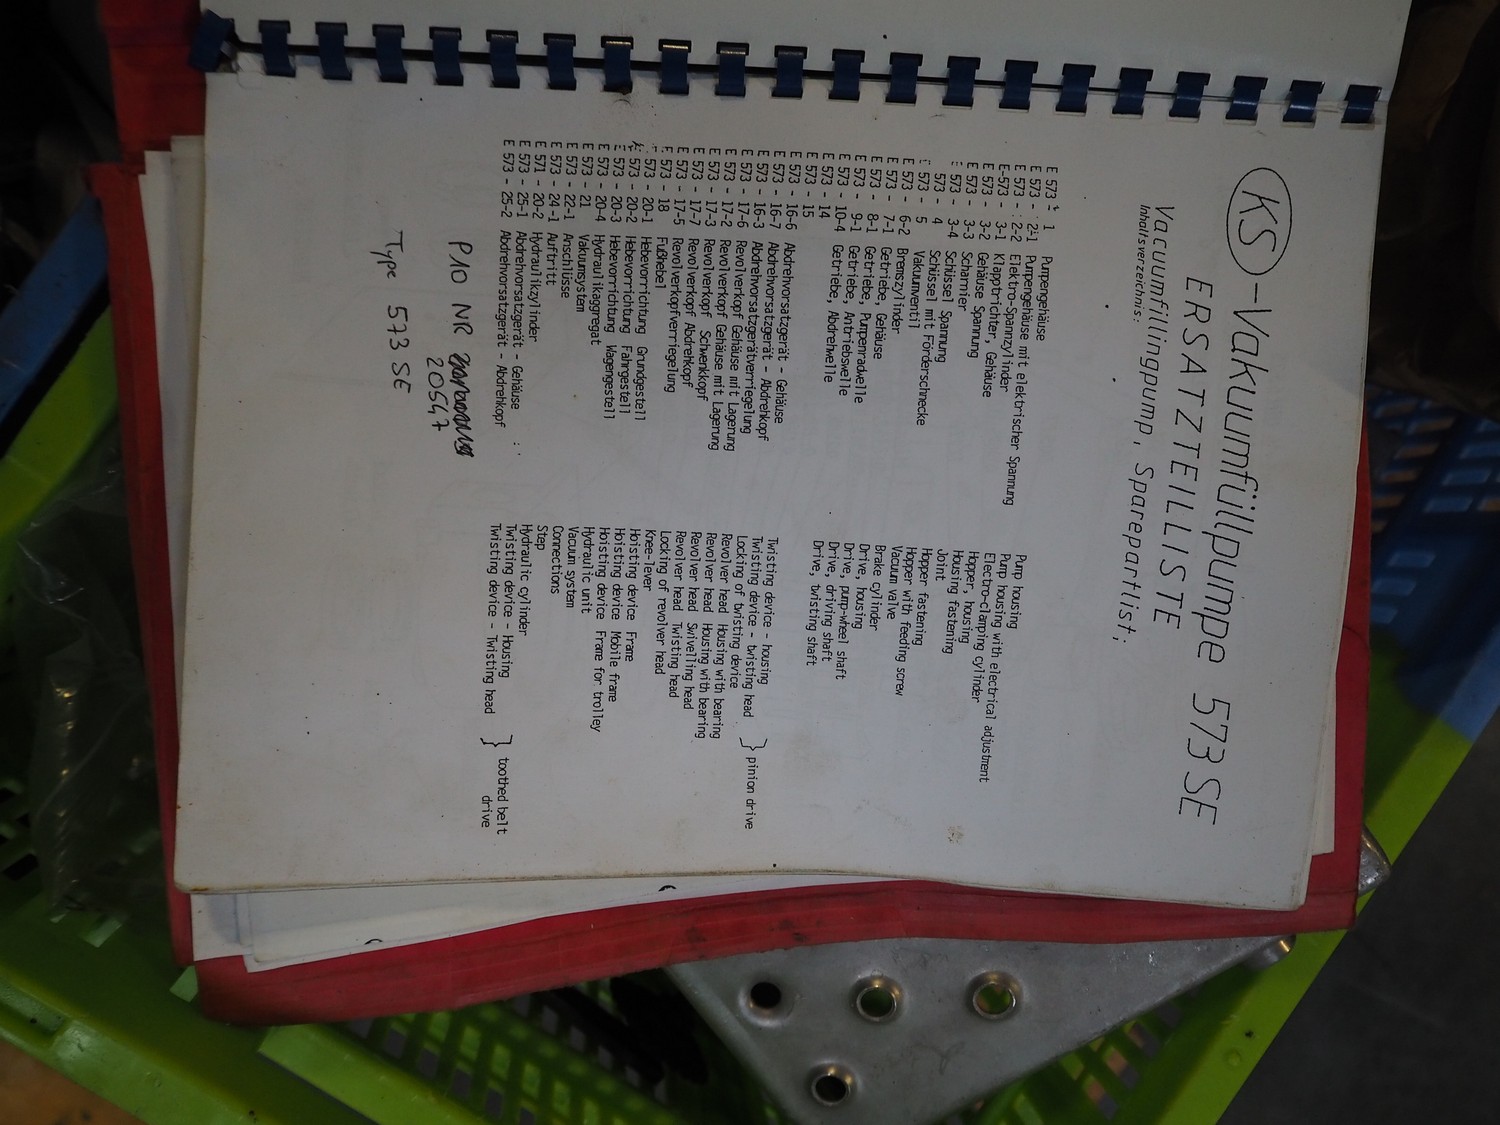 KS-Vakuumfüllpumpe 573 SE
ERSATZTEILLISTE
Vacuumfillingpump, Sparepartlist;
Inhaltsverzeichnis:
E 573 - 1 Pumpengehäuse Pump housing
E 573 - 2-1 Pumpengehäuse mit elektrischer Spannung Pump housing with electrical adjustment
E 573 - 2-2 Elektro-Spannzylinder Electro-clamping cylinder
E-573 - 3-1 Klapptrichter, Gehäuse Hopper, housing
E 573 - 3-2 Gehäuse Spannung Housing fastening
E 573 - 3-3 Scharnier Joint
E 573 - 3-4 Schüssel Spannung Hopper fastening
573 - 4 Schüssel mit Förderschnecke Hopper with feeding screw
E 573 - 5 Vakuumventil Vacuum valve
E 573 - 6-2 Bremszylinder Brake cylinder
E 573 - 7-1 Getriebe, Gehäuse Drive, housing
E 573 - 8-1 Getriebe, Pumpenradwelle Drive, pump-wheel shaft
E 573 - 9-1 Getriebe, Antriebswelle Drive, driving shaft
E 573 - 10-4 Getriebe, Abdrehwelle Drive, twisting shaft
E 573 - 14
E 573 - 15
E 573 - 16-6 Abdrehvorsatzgerät - Gehäuse Twisting device - housing
E 573 - 16-7 Abdrehvorsatzgerät - Abdrehkopf Twisting device - twisting head } pinion drive
E 573 - 16-3 Abdrehvorsatzgerätverriegelung Locking of twisting device
E 573 - 17-6 Revolverkopf Gehäuse mit Lagerung Revolver head Housing with bearing
E 573 - 17-2 Revolverkopf Gehäuse mit Lagerung Revolver head Housing with bearing
E 573 - 17-3 Revolverkopf Schwenkkopf Revolver head Swivelling head
E 573 - 17-7 Revolverkopf Abdrehkopf Revolver head Twisting head
E 573 - 17-5 Revolverkopfverriegelung Locking of revolver head
E 573 - 18 Fußhebel Knee-lever
573 - 20-1 Hebevorrichtung Grundgestell Hoisting device Frame
573 - 20-2 Hebevorrichtung Fahrgestell Hoisting device Mobile frame
E 573 - 20-3 Hebevorrichtung Wagengestell Hoisting device Frame for trolley
E 573 - 20-4 Hydraulikaggregat Hydraulic unit
E 573 - 21 Vakuumsystem Vacuum system
E 573 - 22-1 Anschlüsse Connections
E 573 - 24-1 Auftritt Step
E 571 - 20-2 Hydraulikzylinder Hydraulic cylinder
E 573 - 25-1 Abdrehvorsatzgerät - Gehäuse Twisting device - Housing
E 573 - 25-2 Abdrehvorsatzgerät - Abdrehkopf Twisting device - Twisting head } toothed belt drive
P10 NR
20547
Type 573 SE